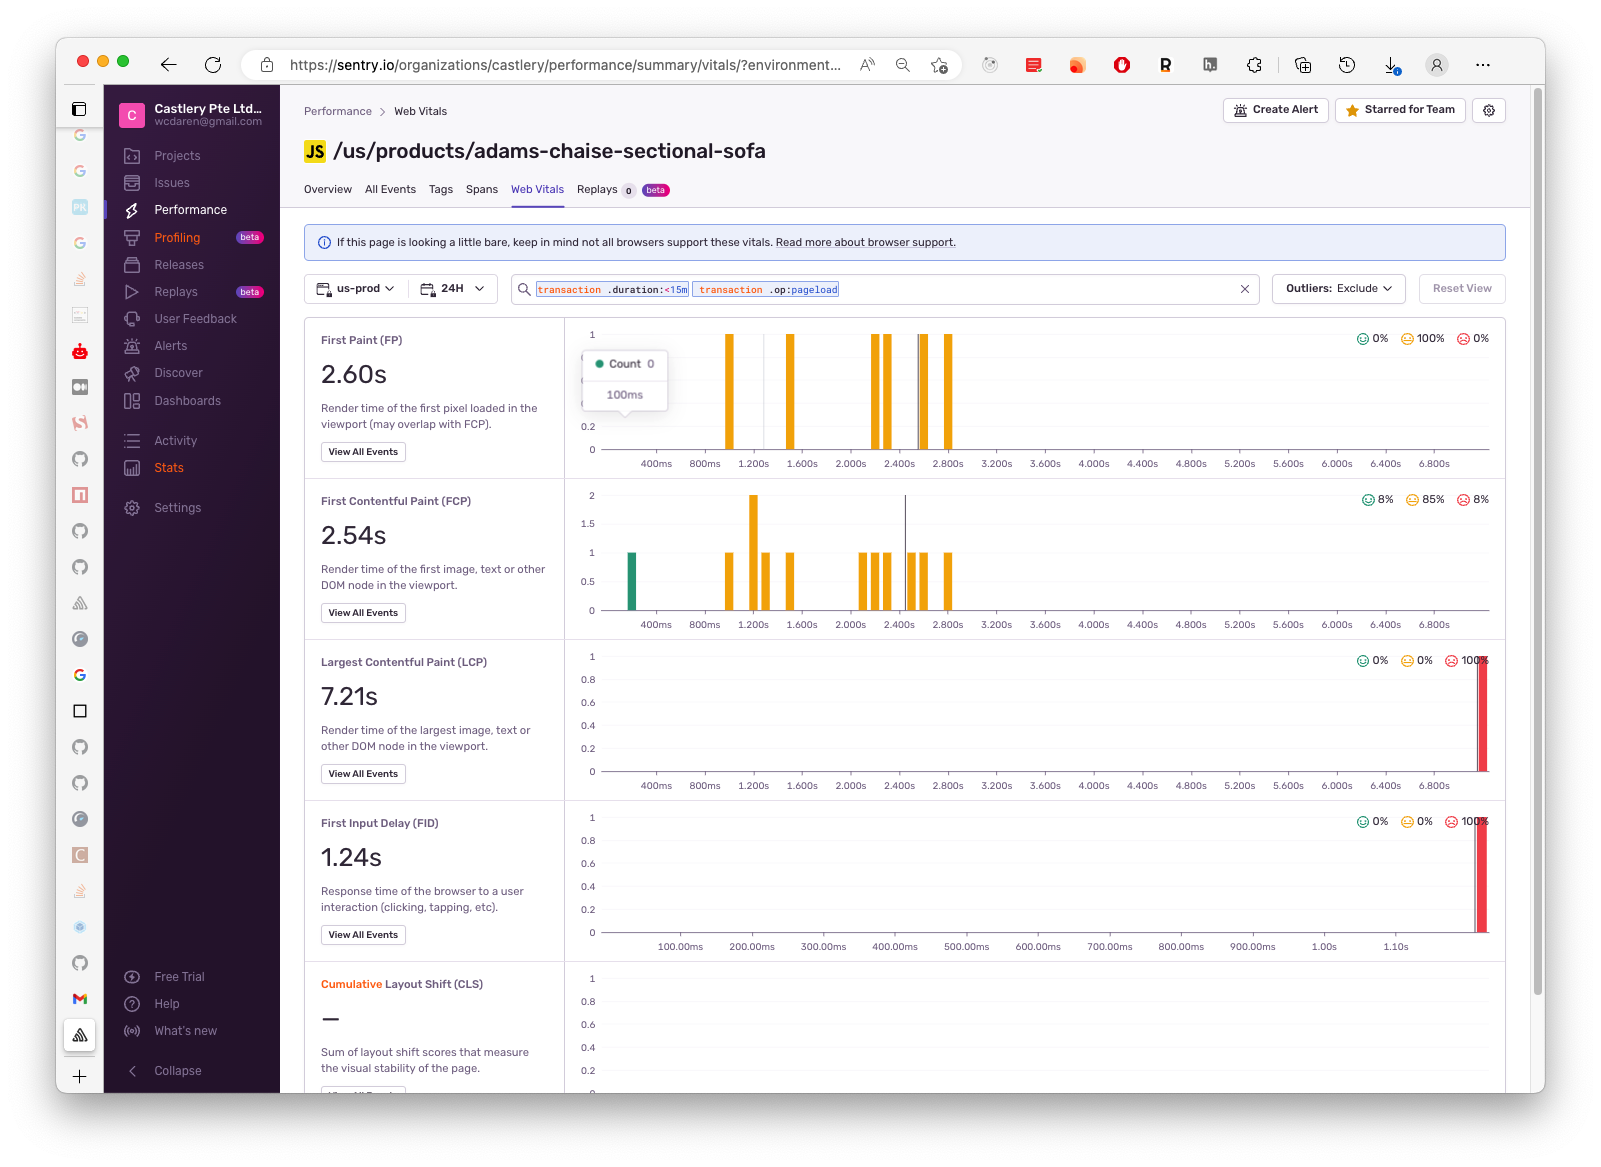 https://sentry.io/organizations/castlery/performance/summary/vitals/?environment...
C
Castlery Pte Ltd...
wcdaren@gmail.com
Projects
Issues
Performance
Profiling beta
Releases
Replays beta
User Feedback
Alerts
Discover
Dashboards
Activity
Stats
Settings
Free Trial
Help
What's new
Collapse
Performance > Web Vitals
Create Alert
Starred for Team
JS /us/products/adams-chaise-sectional-sofa
Overview All Events Tags Spans Web Vitals Replays 0 beta
If this page is looking a little bare, keep in mind not all browsers support these vitals. Read more about browser support.
us-prod 24H transaction .duration:<15m transaction .op:pageload Outliers: Exclude Reset View
First Paint (FP)
2.60s
Render time of the first pixel loaded in the
viewport (may overlap with FCP).
View All Events
1
0.2
0
Count 0
100ms
0% 100% 0%
400ms 800ms 1.200s 1.600s 2.000s 2.400s 2.800s 3.200s 3.600s 4.000s 4.400s 4.800s 5.200s 5.600s 6.000s 6.400s 6.800s
First Contentful Paint (FCP)
2.54s
Render time of the first image, text or other
DOM node in the viewport.
View All Events
2
1.5
1
0.5
0
8% 85% 8%
400ms 800ms 1.200s 1.600s 2.000s 2.400s 2.800s 3.200s 3.600s 4.000s 4.400s 4.800s 5.200s 5.600s 6.000s 6.400s 6.800s
Largest Contentful Paint (LCP)
7.21s
Render time of the largest image, text or
other DOM node in the viewport.
View All Events
1
0.8
0.6
0.4
0.2
0
0% 0% 100%
400ms 800ms 1.200s 1.600s 2.000s 2.400s 2.800s 3.200s 3.600s 4.000s 4.400s 4.800s 5.200s 5.600s 6.000s 6.400s 6.800s
First Input Delay (FID)
1.24s
Response time of the browser to a user
interaction (clicking, tapping, etc).
View All Events
1
0.8
0.6
0.4
0.2
0
0% 0% 100%
100.00ms 200.00ms 300.00ms 400.00ms 500.00ms 600.00ms 700.00ms 800.00ms 900.00ms 1.00s 1.10s
Cumulative Layout Shift (CLS)
—
Sum of layout shift scores that measure
the visual stability of the page.
1
0.8
0.6
0.4
0.2